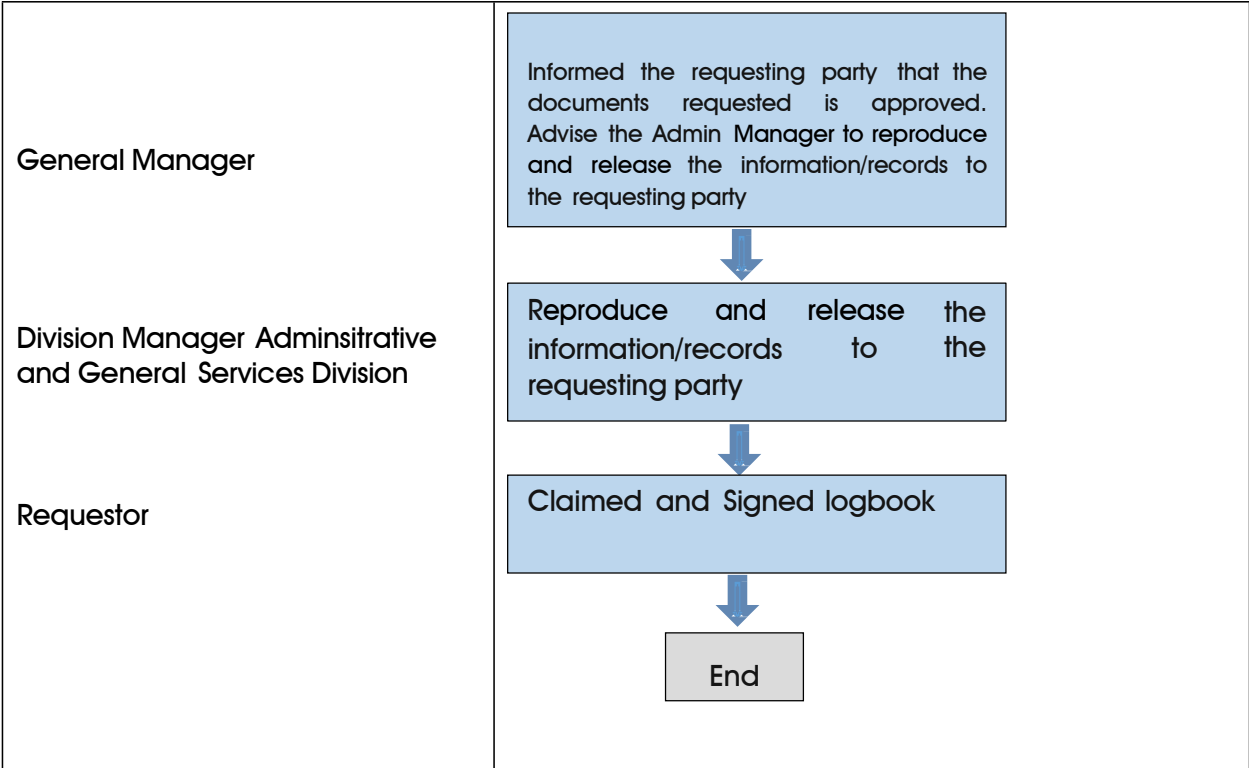 General Manager
Informed the requesting party that the
documents requested is approved.
Advise the Admin Manager to reproduce
and release the information/records to
the requesting party
Division Manager Adminsitrative
and General Services Division
Reproduce and release the
information/records to the
requesting party
Requestor
Claimed and Signed logbook
End